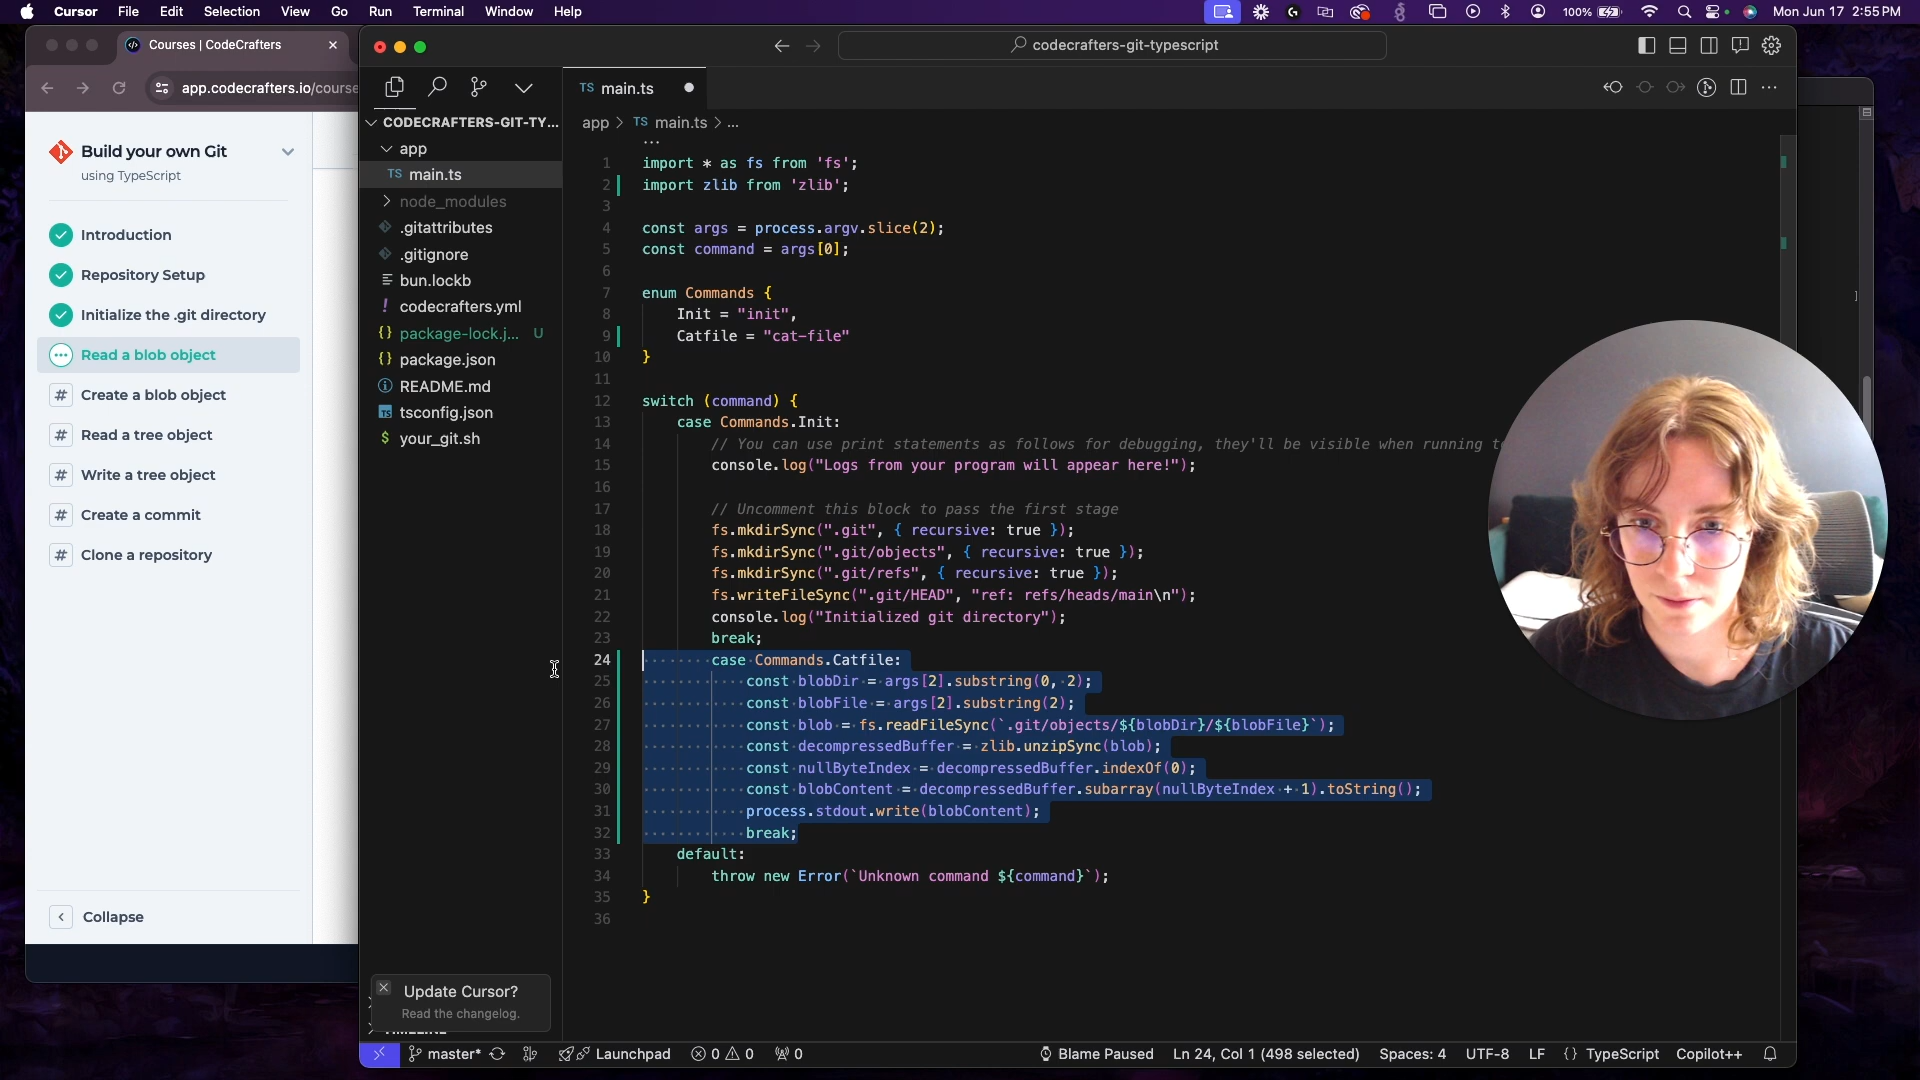 Cursor File Edit Selection View Go Run Terminal Window Help 100% Mon Jun 17 2:55 PM
Courses | CodeCrafters
app.codecrafters.io/course
Build your own Git
using TypeScript
Introduction
Repository Setup
Initialize the .git directory
Read a blob object
# Create a blob object
# Read a tree object
# Write a tree object
# Create a commit
# Clone a repository
Collapse
codecrafters-git-typescript
CODECRAFTERS-GIT-TY...
app
TS main.ts
node_modules
.gitattributes
.gitignore
bun.lockb
! codecrafters.yml
{} package-lock.j... U
{} package.json
README.md
TS tsconfig.json
$ your_git.sh
Update Cursor?
Read the changelog.
TS main.ts
app > TS main.ts > ...
...
1 import * as fs from 'fs';
2 import zlib from 'zlib';
3
4 const args = process.argv.slice(2);
5 const command = args[0];
6
7 enum Commands {
8 Init = "init",
9 Catfile = "cat-file"
10 }
11
12 switch (command) {
13 case Commands.Init:
14 // You can use print statements as follows for debugging, they'll be visible when running
15 console.log("Logs from your program will appear here!");
16
17 // Uncomment this block to pass the first stage
18 fs.mkdirSync(".git", { recursive: true });
19 fs.mkdirSync(".git/objects", { recursive: true });
20 fs.mkdirSync(".git/refs", { recursive: true });
21 fs.writeFileSync(".git/HEAD", "ref: refs/heads/main\n");
22 console.log("Initialized git directory");
23 break;
24 case Commands.Catfile:
25 const blobDir = args[2].substring(0, 2);
26 const blobFile = args[2].substring(2);
27 const blob = fs.readFileSync(`.git/objects/${blobDir}/${blobFile}`);
28 const decompressedBuffer = zlib.unzipSync(blob);
29 const nullByteIndex = decompressedBuffer.indexOf(0);
30 const blobContent = decompressedBuffer.subarray(nullByteIndex + 1).toString();
31 process.stdout.write(blobContent);
32 break;
33 default:
34 throw new Error(`Unknown command ${command}`);
35 }
36
master* Launchpad 0 0 0 Blame Paused Ln 24, Col 1 (498 selected) Spaces: 4 UTF-8 LF {} TypeScript Copilot++